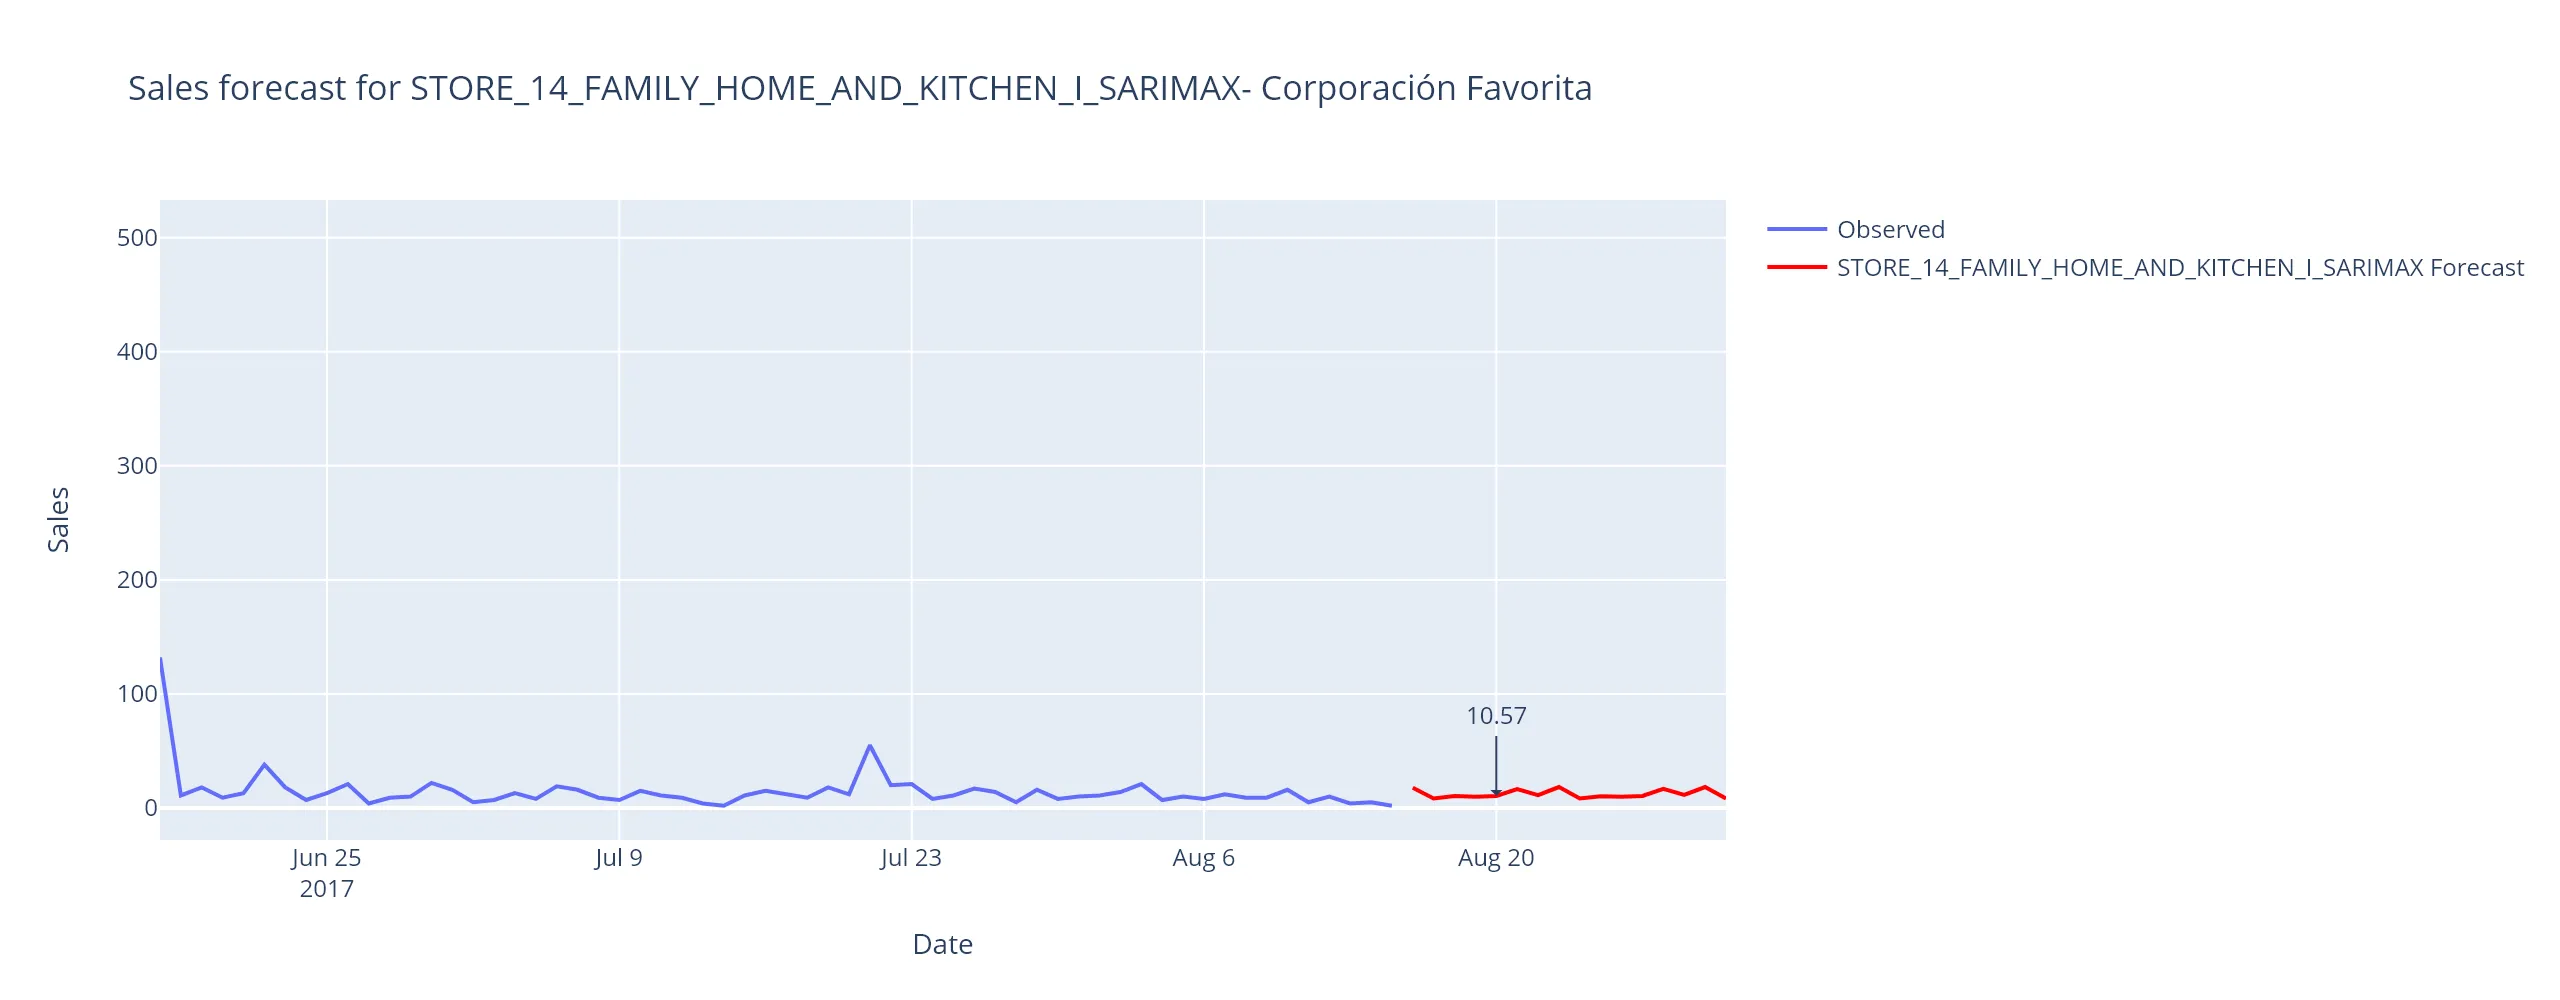 Sales forecast for STORE_14_FAMILY_HOME_AND_KITCHEN_I_SARIMAX- Corporación Favorita
Observed
STORE_14_FAMILY_HOME_AND_KITCHEN_I_SARIMAX Forecast
500
400
300
200
100
0
Sales
10.57
Jun 25
2017
Jul 9
Jul 23
Aug 6
Aug 20
Date